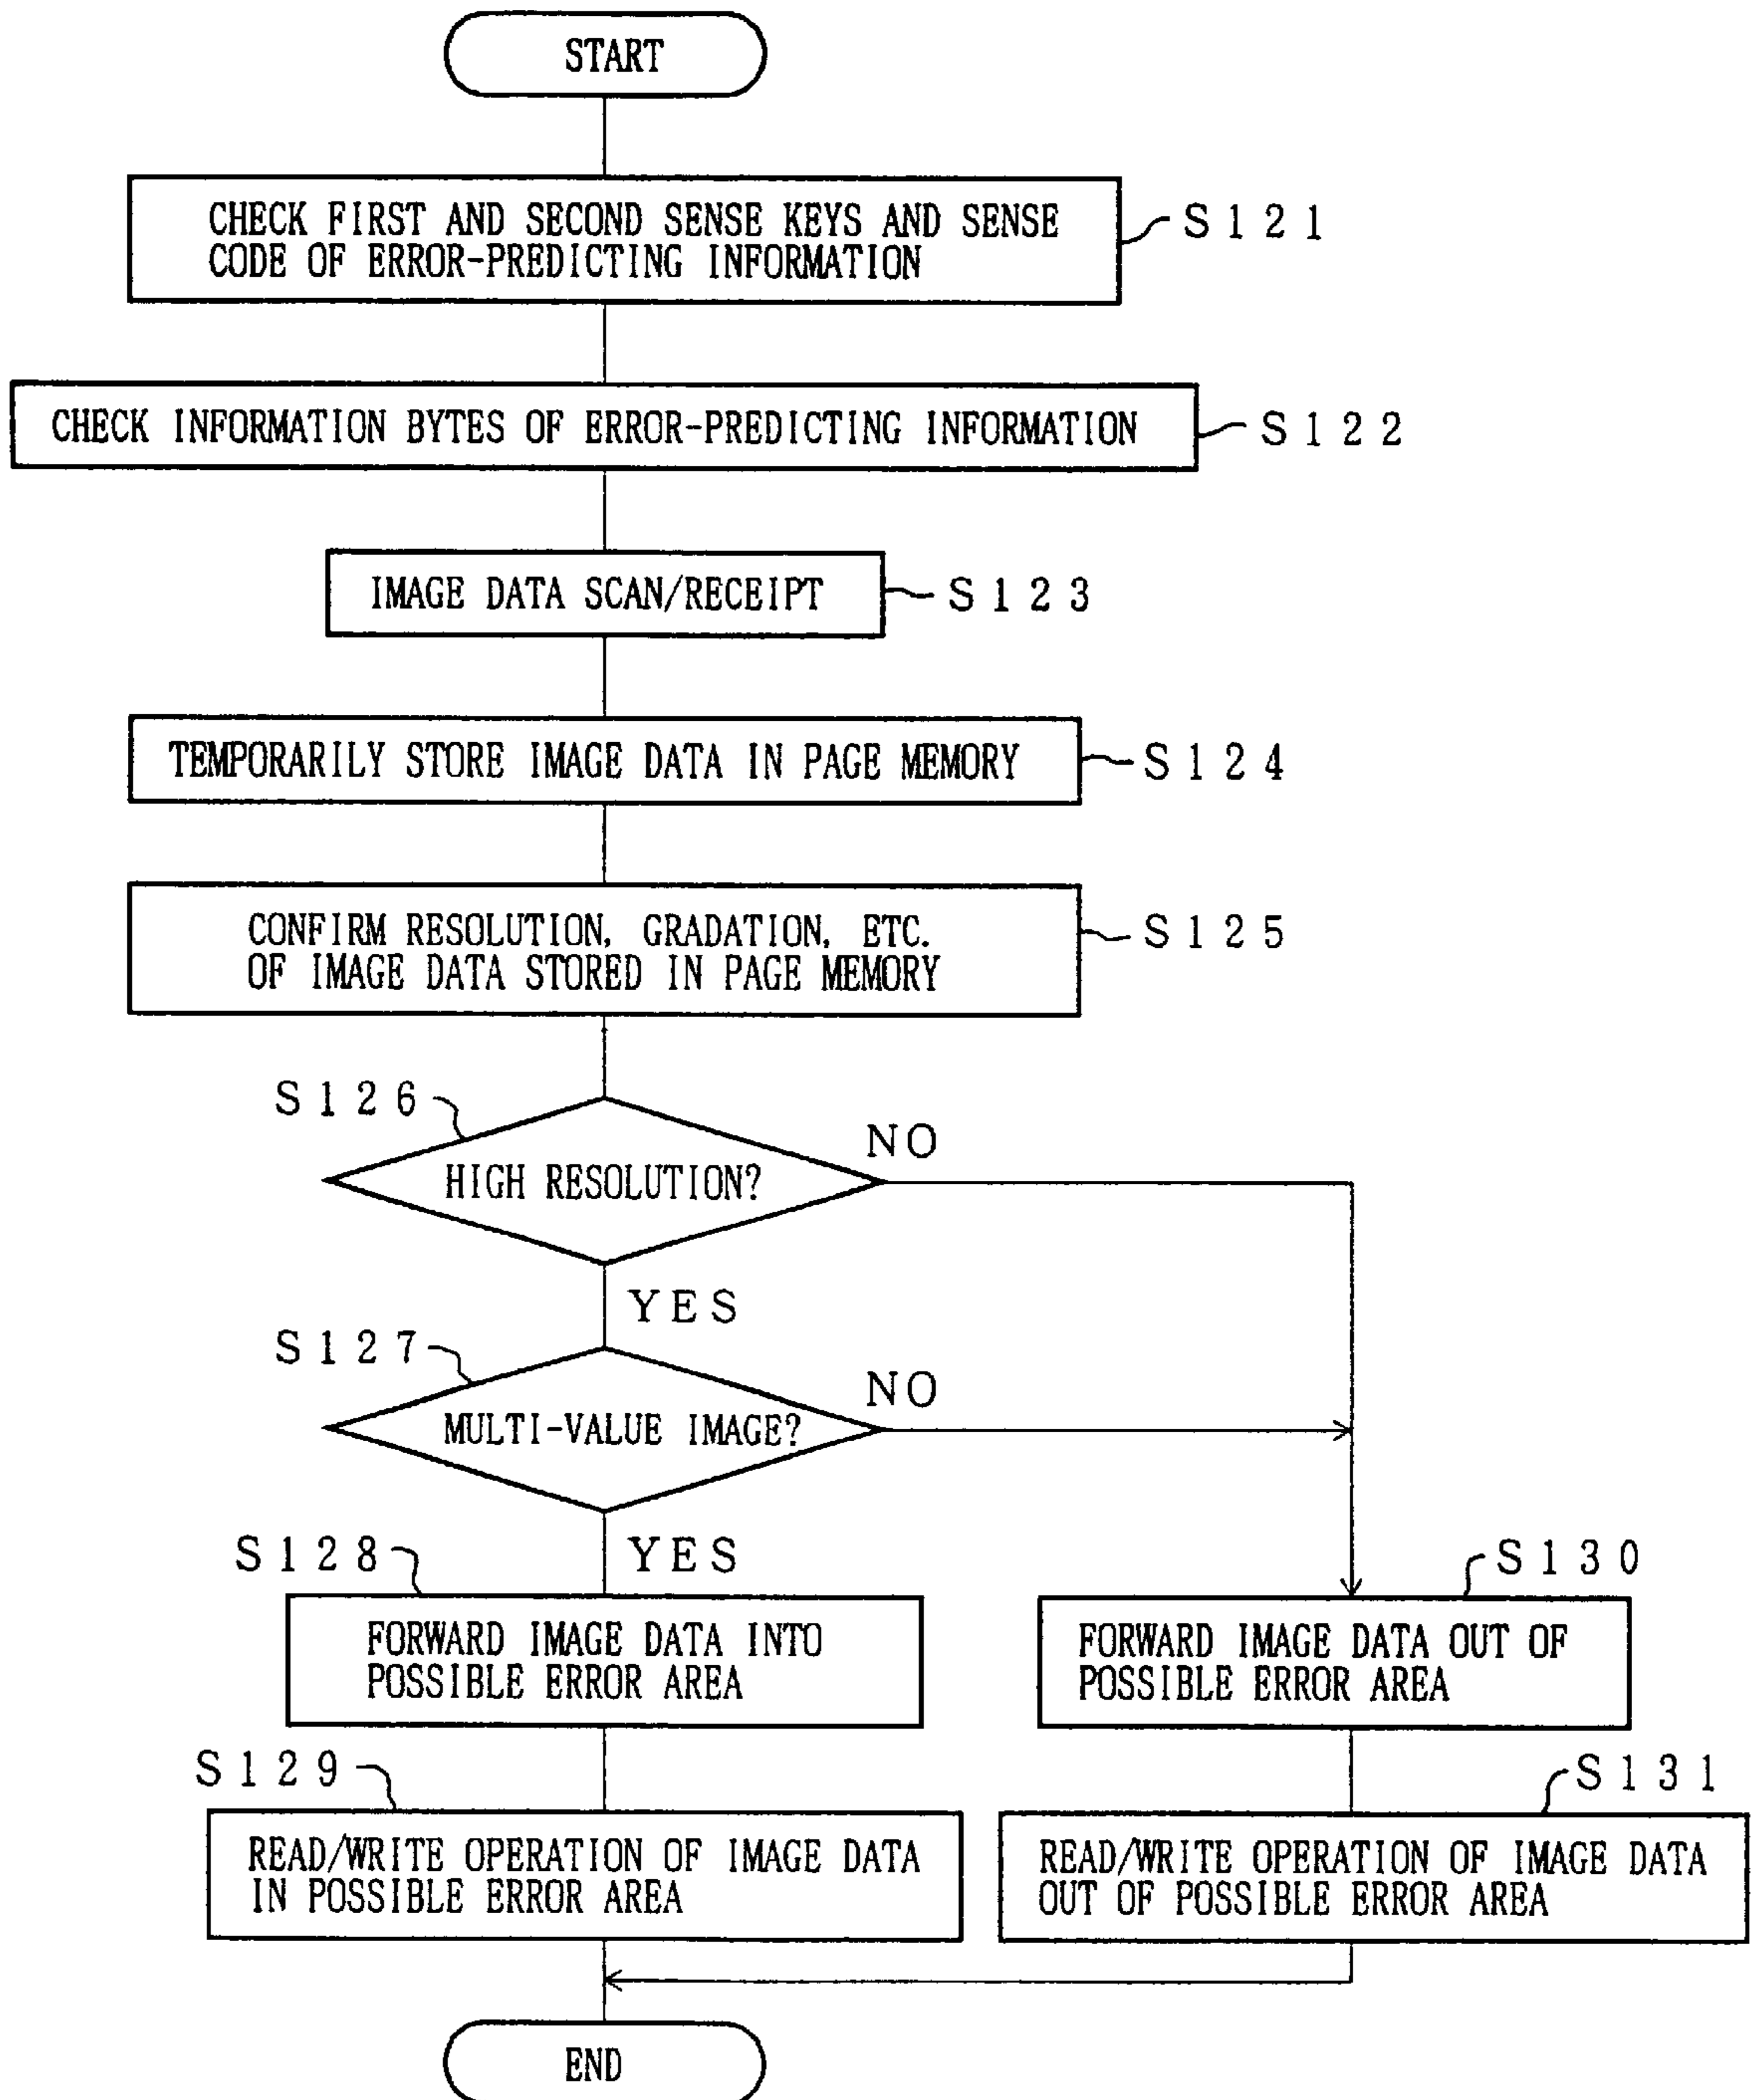 START
CHECK FIRST AND SECOND SENSE KEYS AND SENSE
CODE OF ERROR-PREDICTING INFORMATION
S121
CHECK INFORMATION BYTES OF ERROR-PREDICTING INFORMATION
S122
IMAGE DATA SCAN/RECEIPT
S123
TEMPORARILY STORE IMAGE DATA IN PAGE MEMORY
S124
CONFIRM RESOLUTION, GRADATION, ETC.
OF IMAGE DATA STORED IN PAGE MEMORY
S125
S126
HIGH RESOLUTION?
NO
YES
S127
MULTI-VALUE IMAGE?
NO
YES
S128
FORWARD IMAGE DATA INTO
POSSIBLE ERROR AREA
S130
FORWARD IMAGE DATA OUT OF
POSSIBLE ERROR AREA
S129
READ/WRITE OPERATION OF IMAGE DATA
IN POSSIBLE ERROR AREA
S131
READ/WRITE OPERATION OF IMAGE DATA
OUT OF POSSIBLE ERROR AREA
END